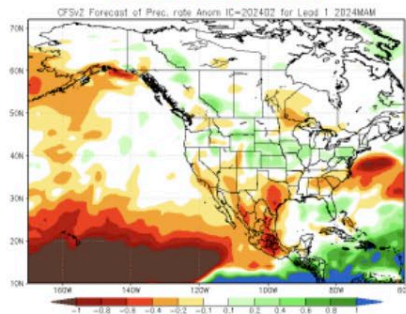 CFSv2 Forecast of Prec. rate Anom IC=202402 for Lead 1 2024MAM
70N
60N
50N
40N
30N
20N
10N
160W 140W 120W 100W 80W 60
-1 -0.8 -0.6 -0.4 -0.2 -0.1 0.1 0.2 0.4 0.6 0.8 1